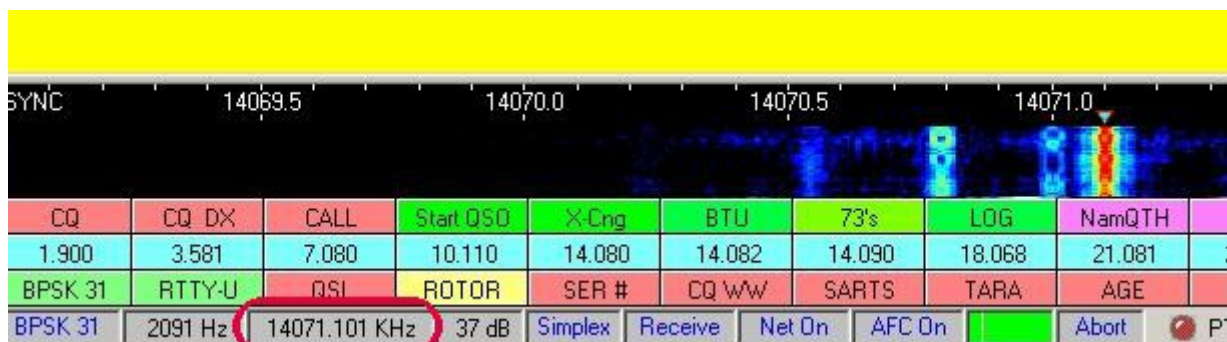 SYNC 14069.5 14070.0 14070.5 14071.0
CQ CQ DX CALL Start QSO X-Cng BTU 73's LOG NamQTH
1.900 3.581 7.080 10.110 14.080 14.082 14.090 18.068 21.081
BPSK 31 RTTY-U QSL ROTOR SER # CQ WW SARTS TARA AGE
BPSK 31 2091 Hz 14071.101 KHz 37 dB Simplex Receive Net On AFC On Abort